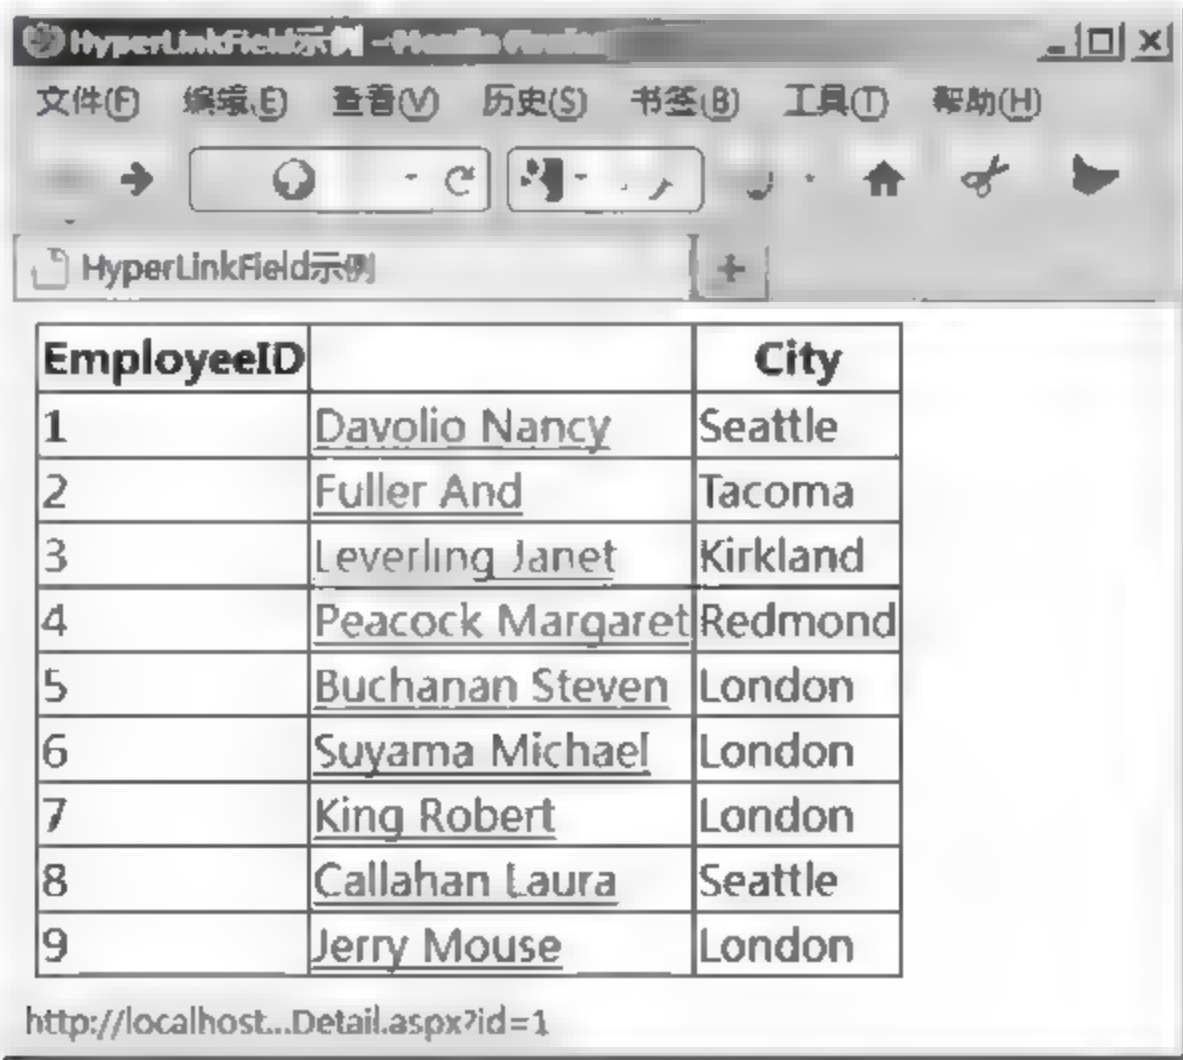 HyperLinkField示例 - Mozilla Firefox
文件(F) 编辑(E) 查看(V) 历史(S) 书签(B) 工具(T) 帮助(H)
HyperLinkField示例
EmployeeID City
1 Davolio Nancy Seattle
2 Fuller And Tacoma
3 Leverling Janet Kirkland
4 Peacock Margaret Redmond
5 Buchanan Steven London
6 Suyama Michael London
7 King Robert London
8 Callahan Laura Seattle
9 Jerry Mouse London
http://localhost...Detail.aspx?id=1